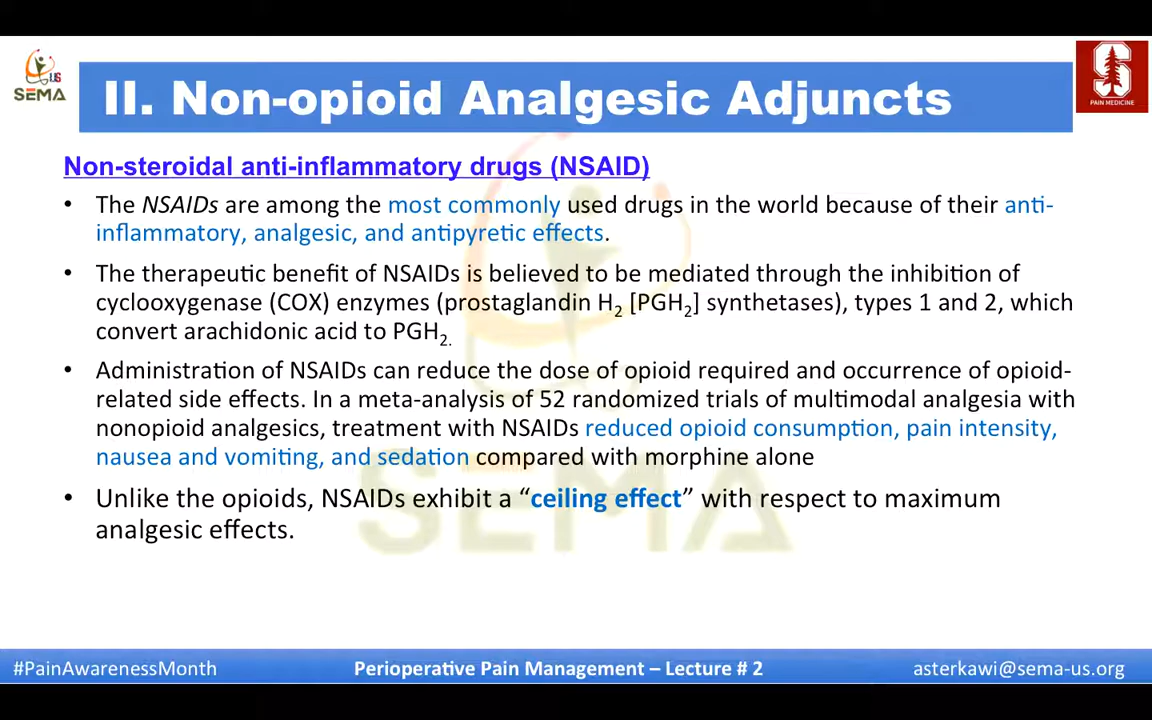 US
SEMA
II. Non-opioid Analgesic Adjuncts
S
PAIN MEDICINE
Non-steroidal anti-inflammatory drugs (NSAID)
• The NSAIDs are among the most commonly used drugs in the world because of their anti-
inflammatory, analgesic, and antipyretic effects.
• The therapeutic benefit of NSAIDs is believed to be mediated through the inhibition of
cyclooxygenase (COX) enzymes (prostaglandin H₂ [PGH₂] synthetases), types 1 and 2, which
convert arachidonic acid to PGH₂.
• Administration of NSAIDs can reduce the dose of opioid required and occurrence of opioid-
related side effects. In a meta-analysis of 52 randomized trials of multimodal analgesia with
nonopioid analgesics, treatment with NSAIDs reduced opioid consumption, pain intensity,
nausea and vomiting, and sedation compared with morphine alone
• Unlike the opioids, NSAIDs exhibit a “ceiling effect” with respect to maximum
analgesic effects.
SEMA
#PainAwarenessMonth
Perioperative Pain Management – Lecture # 2
asterkawi@sema-us.org